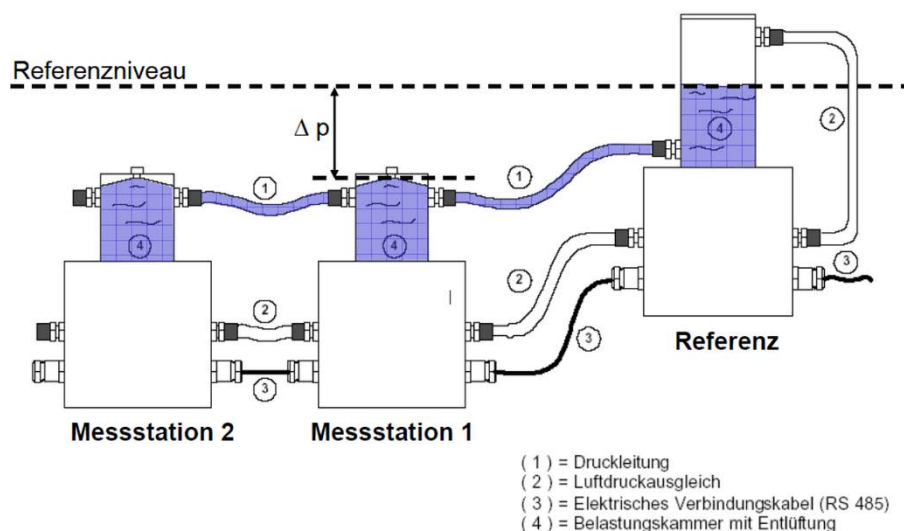 Referenzniveau
Δ p
2
4
1
1
4
4
2
3
2
3
3
Referenz
Messstation 2
Messstation 1
( 1 ) = Druckleitung
( 2 ) = Luftdruckausgleich
( 3 ) = Elektrisches Verbindungskabel (RS 485)
( 4 ) = Belastungskammer mit Entlüftung